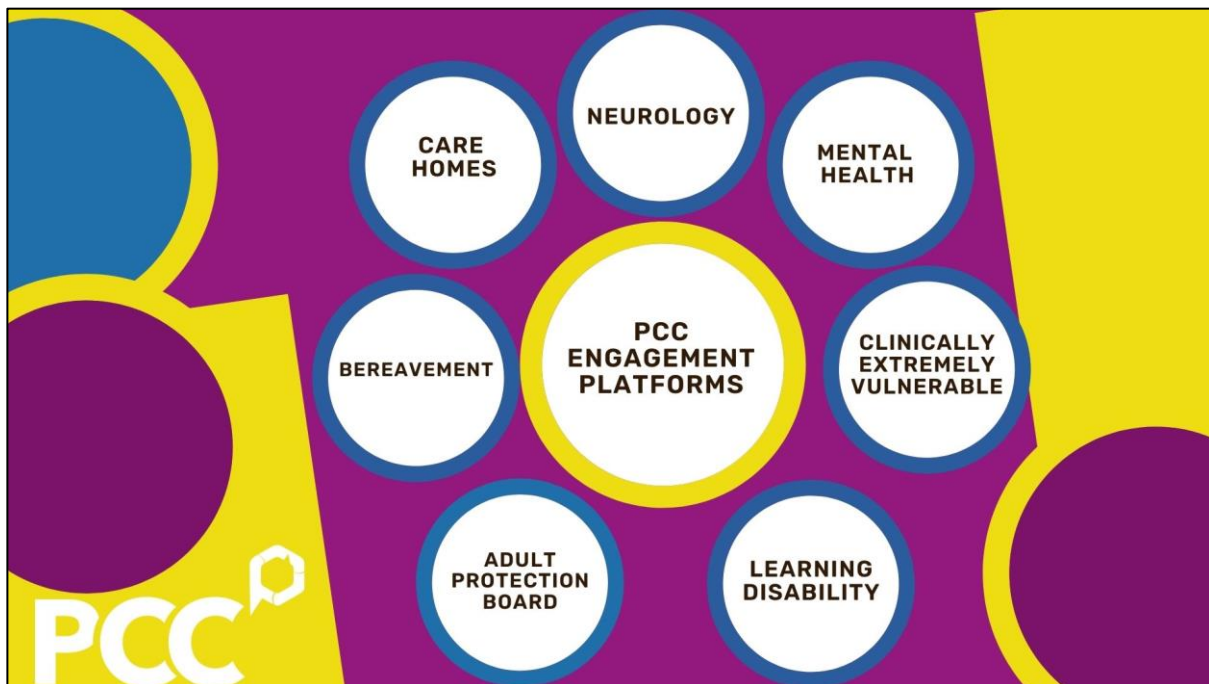 NEUROLOGY
CARE
HOMES
MENTAL
HEALTH
PCC
ENGAGEMENT
PLATFORMS
CLINICALLY
EXTREMELY
VULNERABLE
BEREAVEMENT
ADULT
PROTECTION
BOARD
LEARNING
DISABILITY
PCC